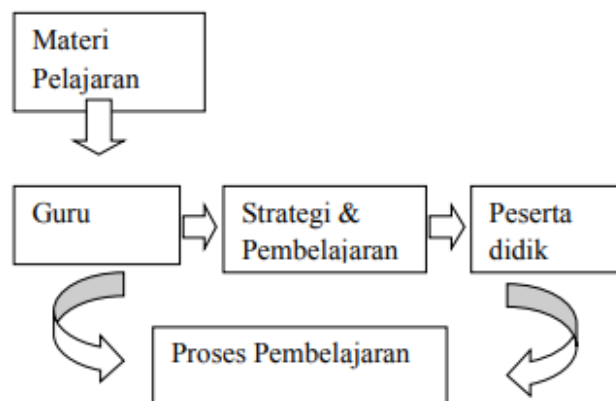 Materi
Pelajaran
Guru
Strategi &
Pembelajaran
Peserta
didik
Proses Pembelajaran